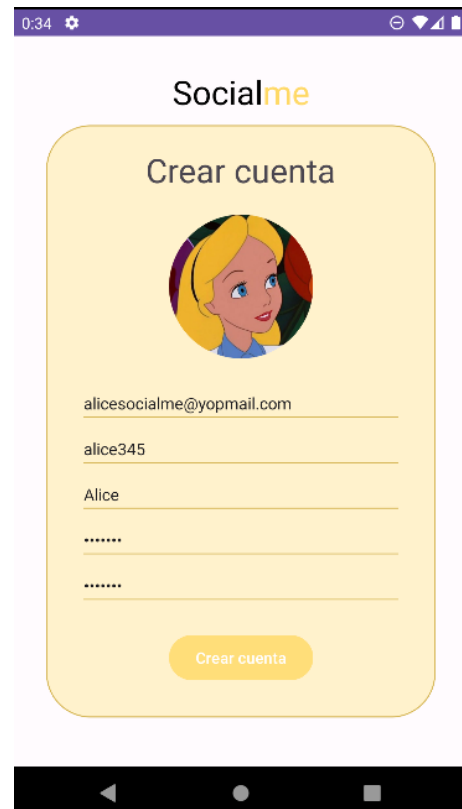 0:34
Socialme
Crear cuenta
alicesocialme@yopmail.com
alice345
Alice
•••••••
•••••••
Crear cuenta